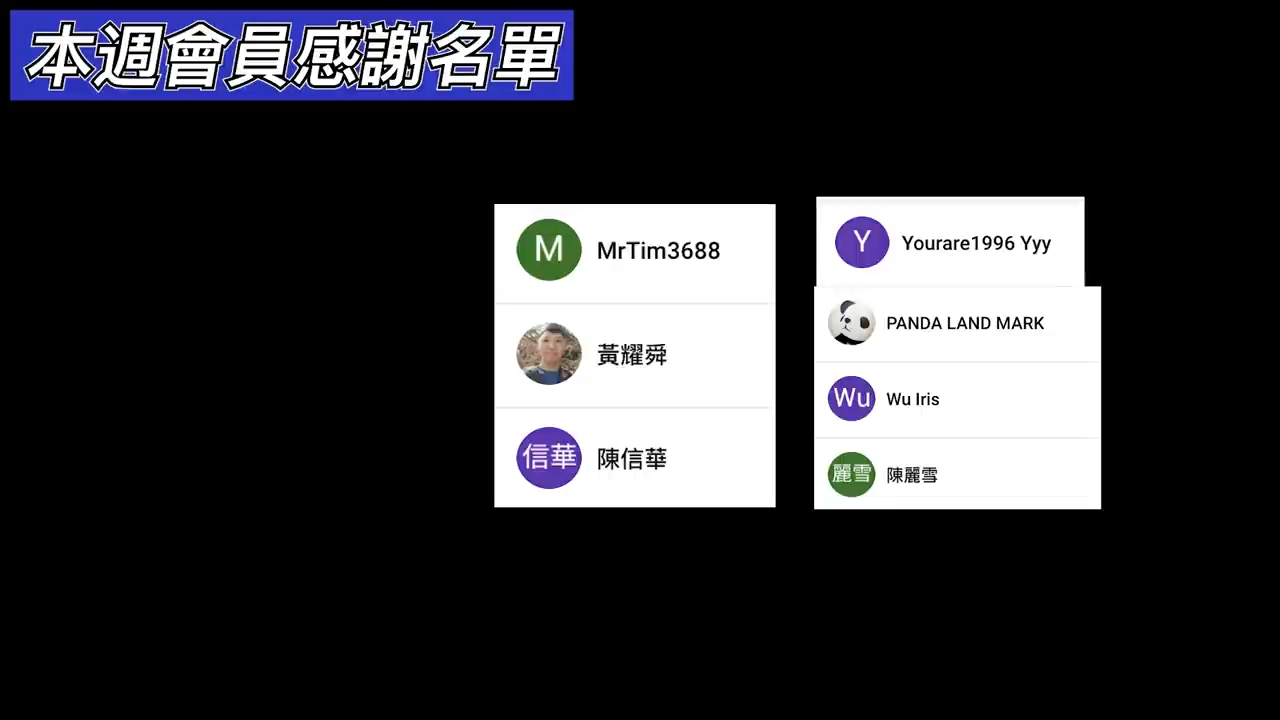 本週會員感謝名單
M MrTim3688
黃耀舜
信華 陳信華
Y Yourare1996 Yyy
PANDA LAND MARK
Wu Wu Iris
麗雪 陳麗雪